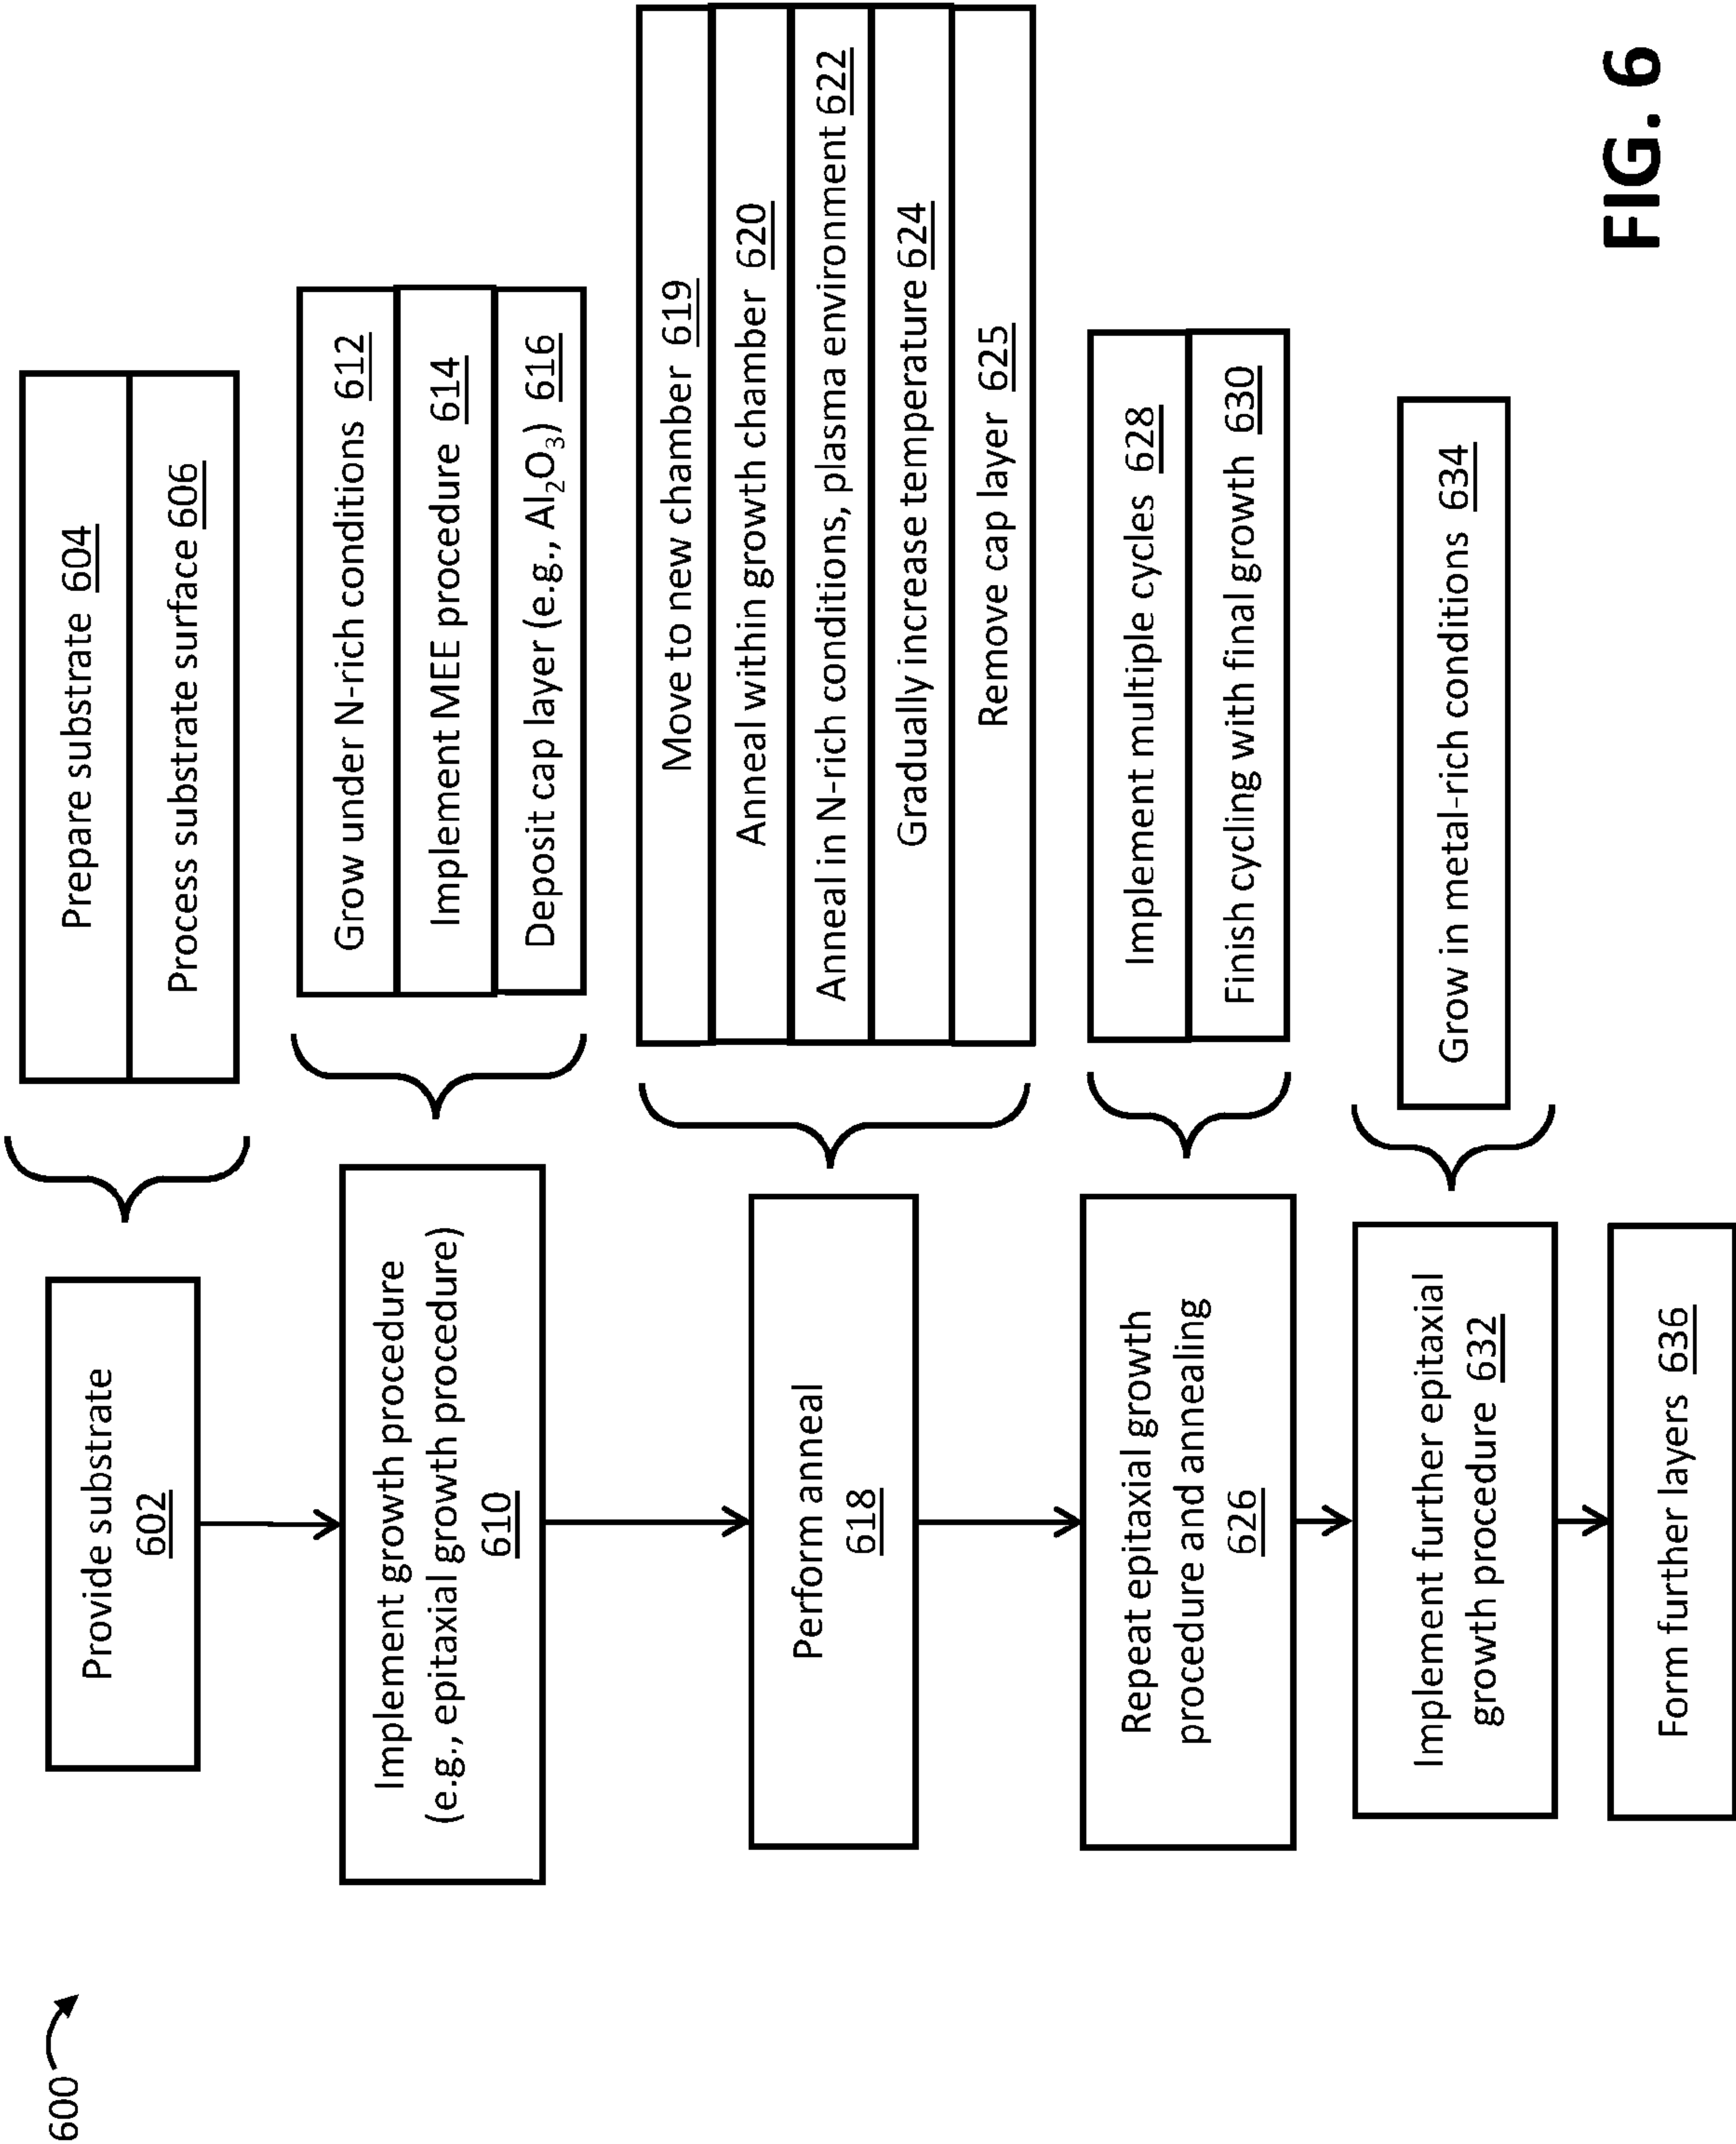 600
Provide substrate
602
Prepare substrate 604
Process substrate surface 606
Implement growth procedure
(e.g., epitaxial growth procedure)
610
Grow under N-rich conditions 612
Implement MEE procedure 614
Deposit cap layer (e.g., Al₂O₃) 616
Perform anneal
618
Move to new chamber 619
Anneal within growth chamber 620
Anneal in N-rich conditions, plasma environment 622
Gradually increase temperature 624
Remove cap layer 625
Repeat epitaxial growth
procedure and annealing
626
Implement multiple cycles 628
Finish cycling with final growth 630
Implement further epitaxial
growth procedure 632
Grow in metal-rich conditions 634
Form further layers 636
FIG. 6